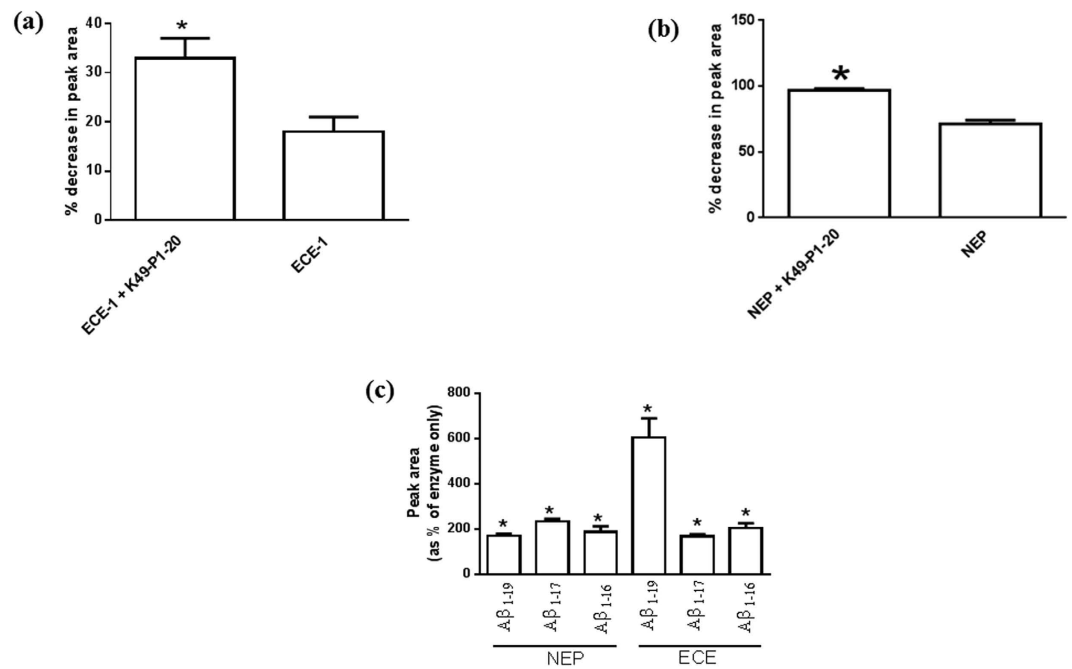 (a)
% decrease in peak area
40
30
20
10
0
*
ECE-1 + K49-P1-20
ECE-1
(b)
% decrease in peak area
150
100
50
0
*
NEP + K49-P1-20
NEP
(c)
Peak area
(as % of enzyme only)
800
600
400
200
0
* * * * * *
Aβ1-19
Aβ1-17
Aβ1-16
Aβ1-19
Aβ1-17
Aβ1-16
NEP
ECE